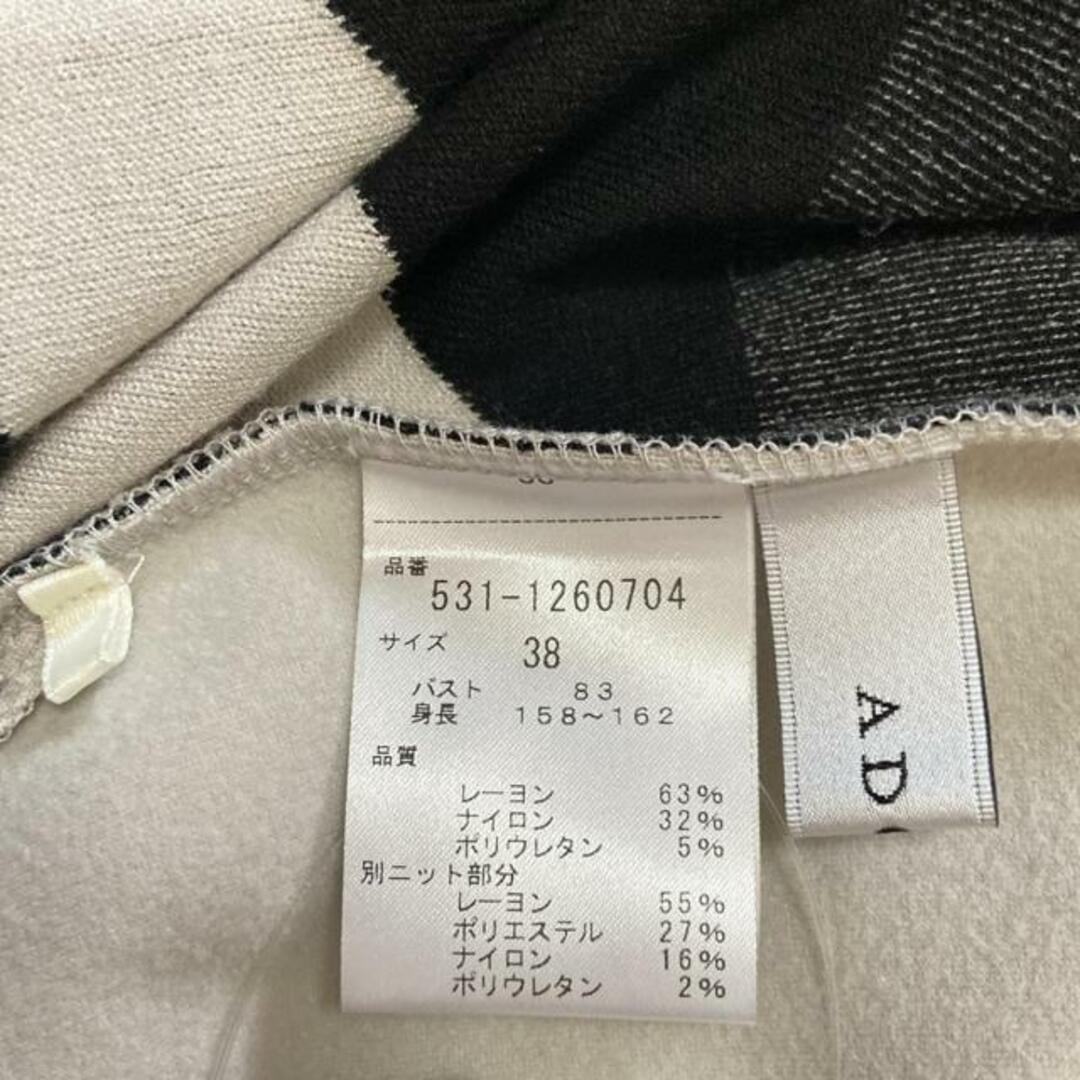 品番
531-1260704
サイズ 38
バスト 83
身長 158～162
品質
レーヨン 63%
ナイロン 32%
ポリウレタン 5%
別ニット部分
レーヨン 55%
ポリエステル 27%
ナイロン 16%
ポリウレタン 2%
AD